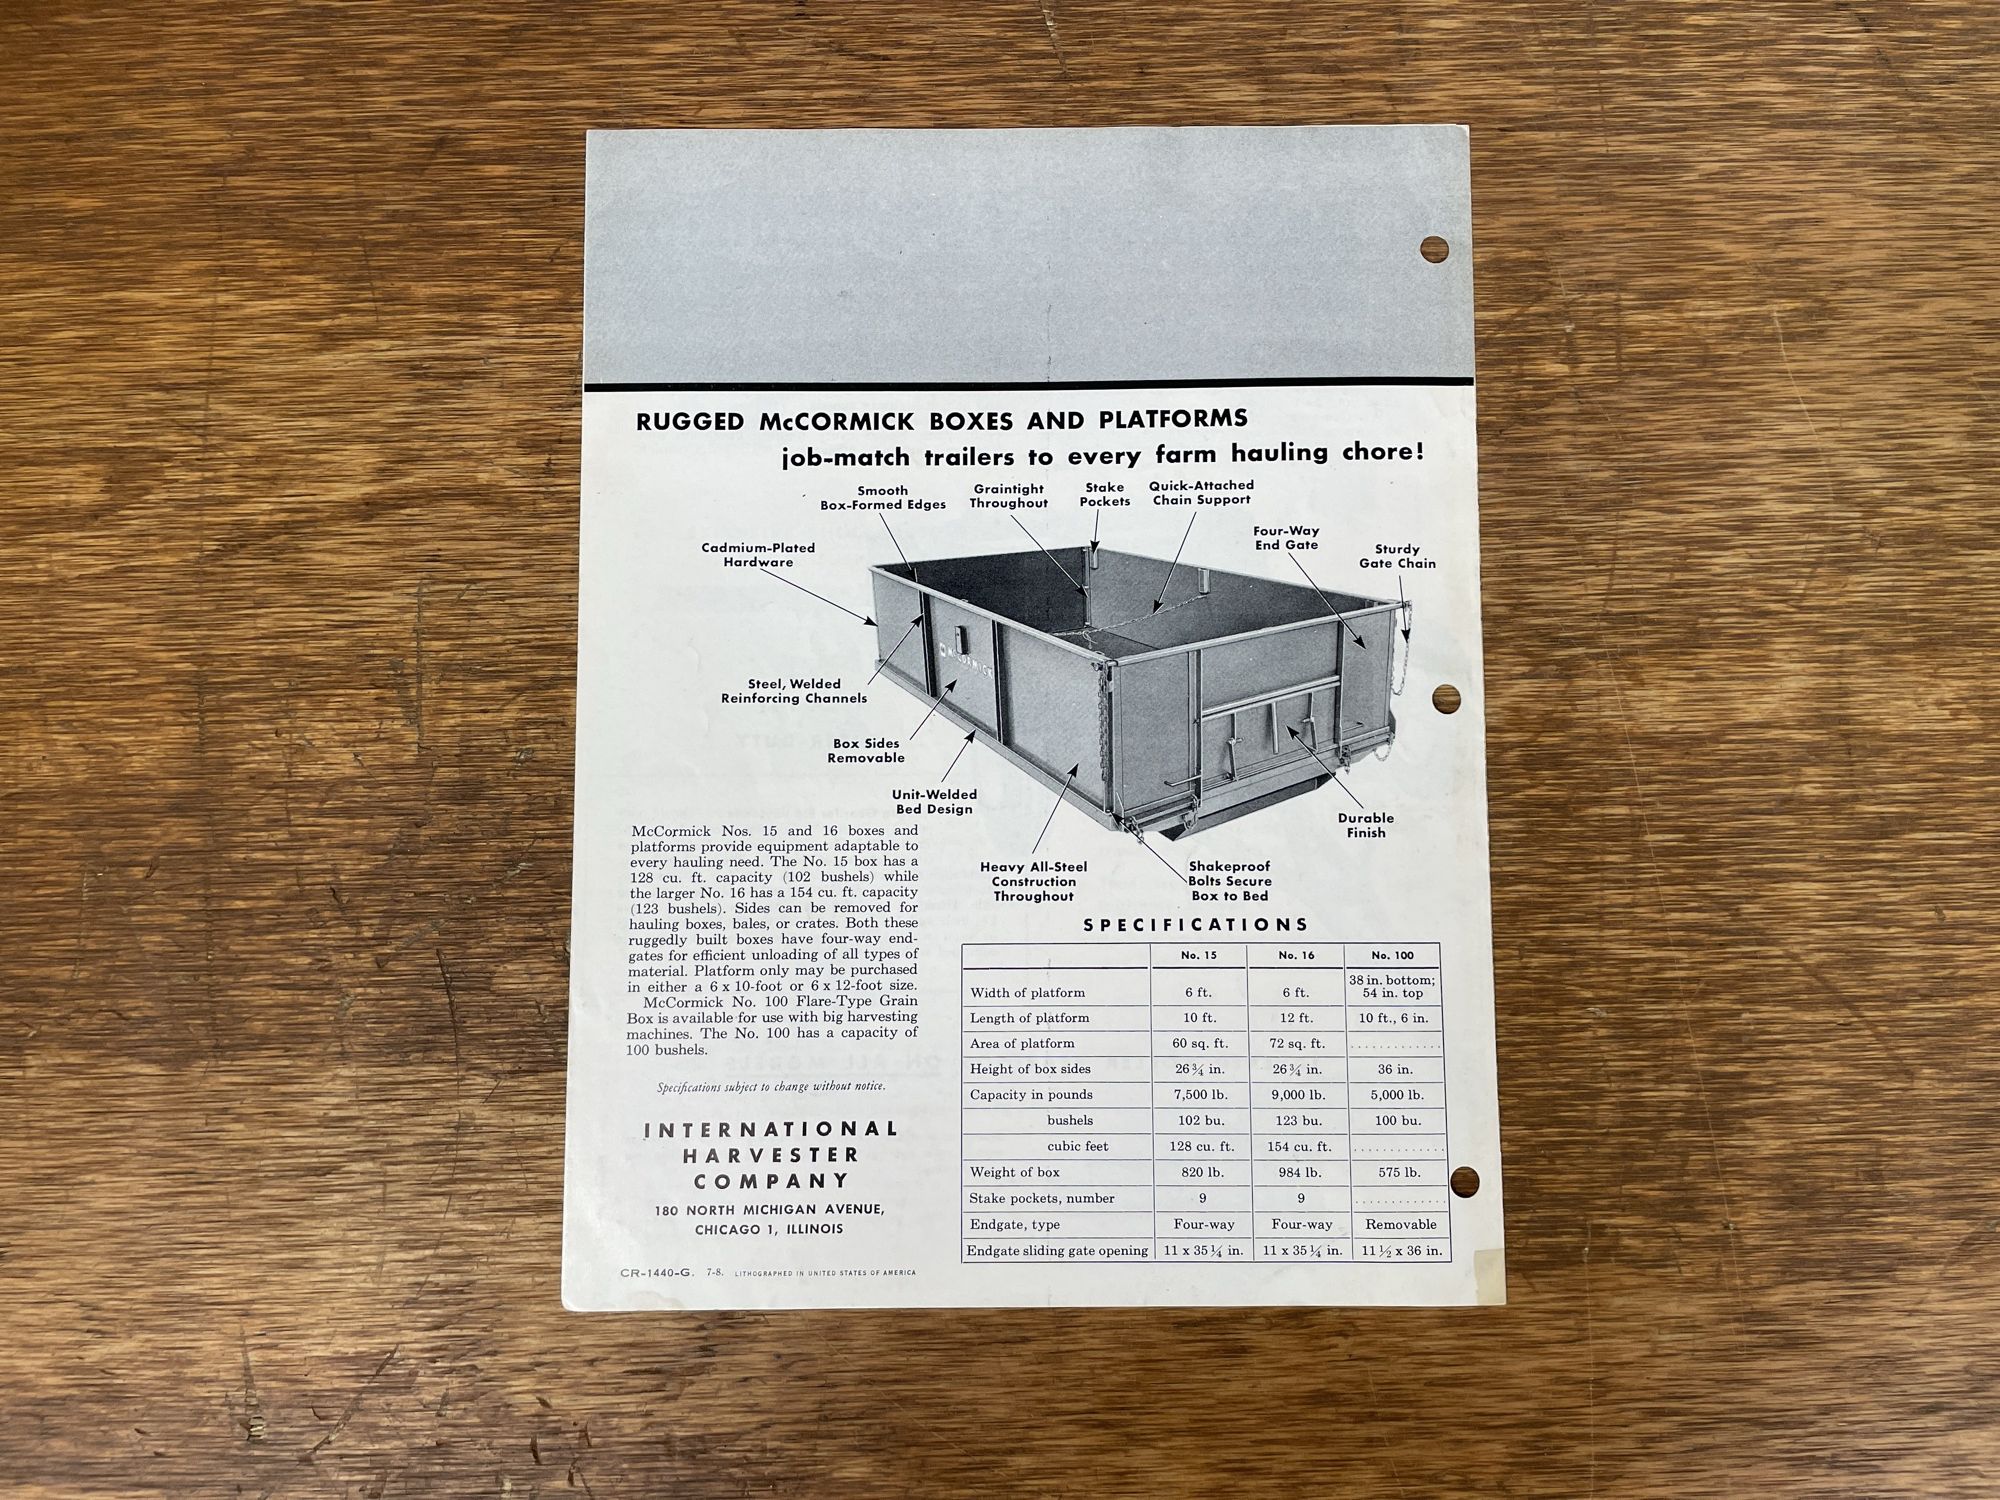 RUGGED McCORMICK BOXES AND PLATFORMS
job-match trailers to every farm hauling chore!
Smooth
Box-Formed Edges
Graintight
Throughout
Stake
Pockets
Quick-Attached
Chain Support
Four-Way
End Gate
Sturdy
Gate Chain
Cadmium-Plated
Hardware
McCORMICK
Steel, Welded
Reinforcing Channels
Box Sides
Removable
Unit-Welded
Bed Design
Durable
Finish
Heavy All-Steel
Construction
Throughout
Shakeproof
Bolts Secure
Box to Bed
McCormick Nos. 15 and 16 boxes and
platforms provide equipment adaptable to
every hauling need. The No. 15 box has a
128 cu. ft. capacity (102 bushels) while
the larger No. 16 has a 154 cu. ft. capacity
(123 bushels). Sides can be removed for
hauling boxes, bales, or crates. Both these
ruggedly built boxes have four-way end-
gates for efficient unloading of all types of
material. Platform only may be purchased
in either a 6 x 10-foot or 6 x 12-foot size.
McCormick No. 100 Flare-Type Grain
Box is available for use with big harvesting
machines. The No. 100 has a capacity of
100 bushels.
Specifications subject to change without notice.
INTERNATIONAL
HARVESTER
COMPANY
180 NORTH MICHIGAN AVENUE,
CHICAGO 1, ILLINOIS
CR-1440-G. 7-8. LITHOGRAPHED IN UNITED STATES OF AMERICA
SPECIFICATIONS
No. 15 No. 16 No. 100
Width of platform 6 ft. 6 ft. 38 in. bottom; 54 in. top
Length of platform 10 ft. 12 ft. 10 ft., 6 in.
Area of platform 60 sq. ft. 72 sq. ft. .............
Height of box sides 26¾ in. 26¾ in. 36 in.
Capacity in pounds 7,500 lb. 9,000 lb. 5,000 lb.
bushels 102 bu. 123 bu. 100 bu.
cubic feet 128 cu. ft. 154 cu. ft. .............
Weight of box 820 lb. 984 lb. 575 lb.
Stake pockets, number 9 9 .............
Endgate, type Four-way Four-way Removable
Endgate sliding gate opening 11 x 35¼ in. 11 x 35¼ in. 11½ x 36 in.